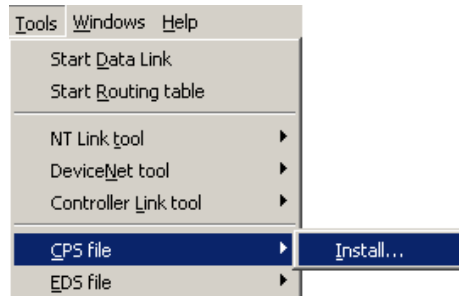 Tools Windows Help
Start Data Link
Start Routing table
NT Link tool
DeviceNet tool
Controller Link tool
CPS file Install...
EDS file